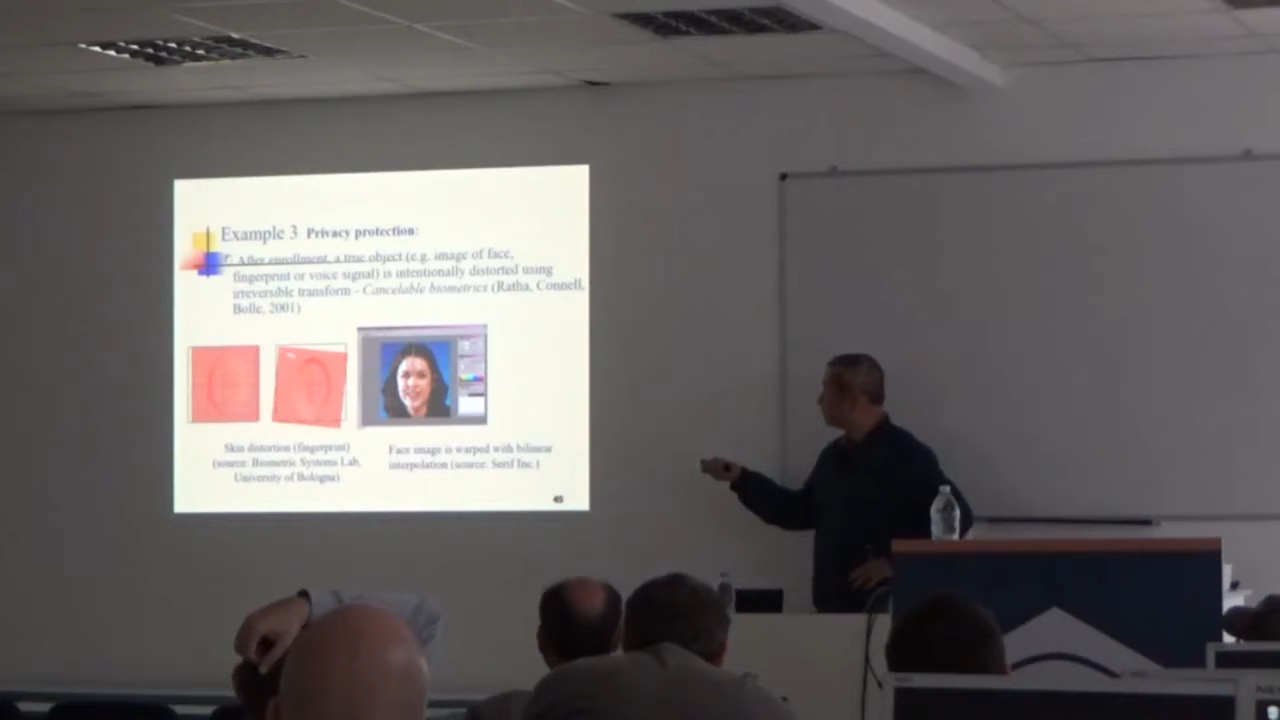 Example 3 Privacy protection:
After enrollment, a true object (e.g. image of face,
fingerprint or voice signal) is intentionally distorted using
irreversible transform - Cancelable biometrics (Ratha, Connell,
Bolle, 2001)
Skin distortion (fingerprint)
(source: Biometric Systems Lab,
University of Bologna)
Face image is warped with bilinear
interpolation (source: Serif Inc.)
45